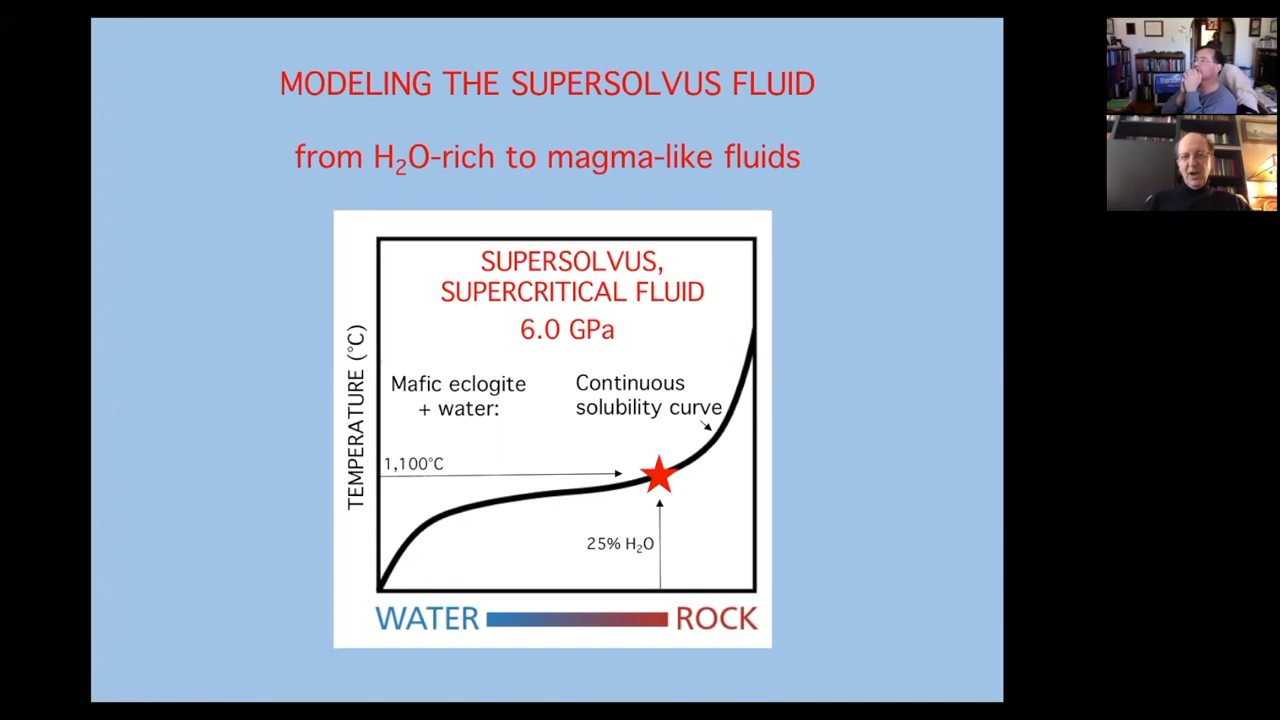 MODELING THE SUPERSOLVUS FLUID
from H₂O-rich to magma-like fluids
SUPERSOLVUS,
SUPERCRITICAL FLUID
6.0 GPa
Mafic eclogite
+ water:
Continuous
solubility curve
1,100°C
25% H₂O
TEMPERATURE (°C)
WATER
ROCK